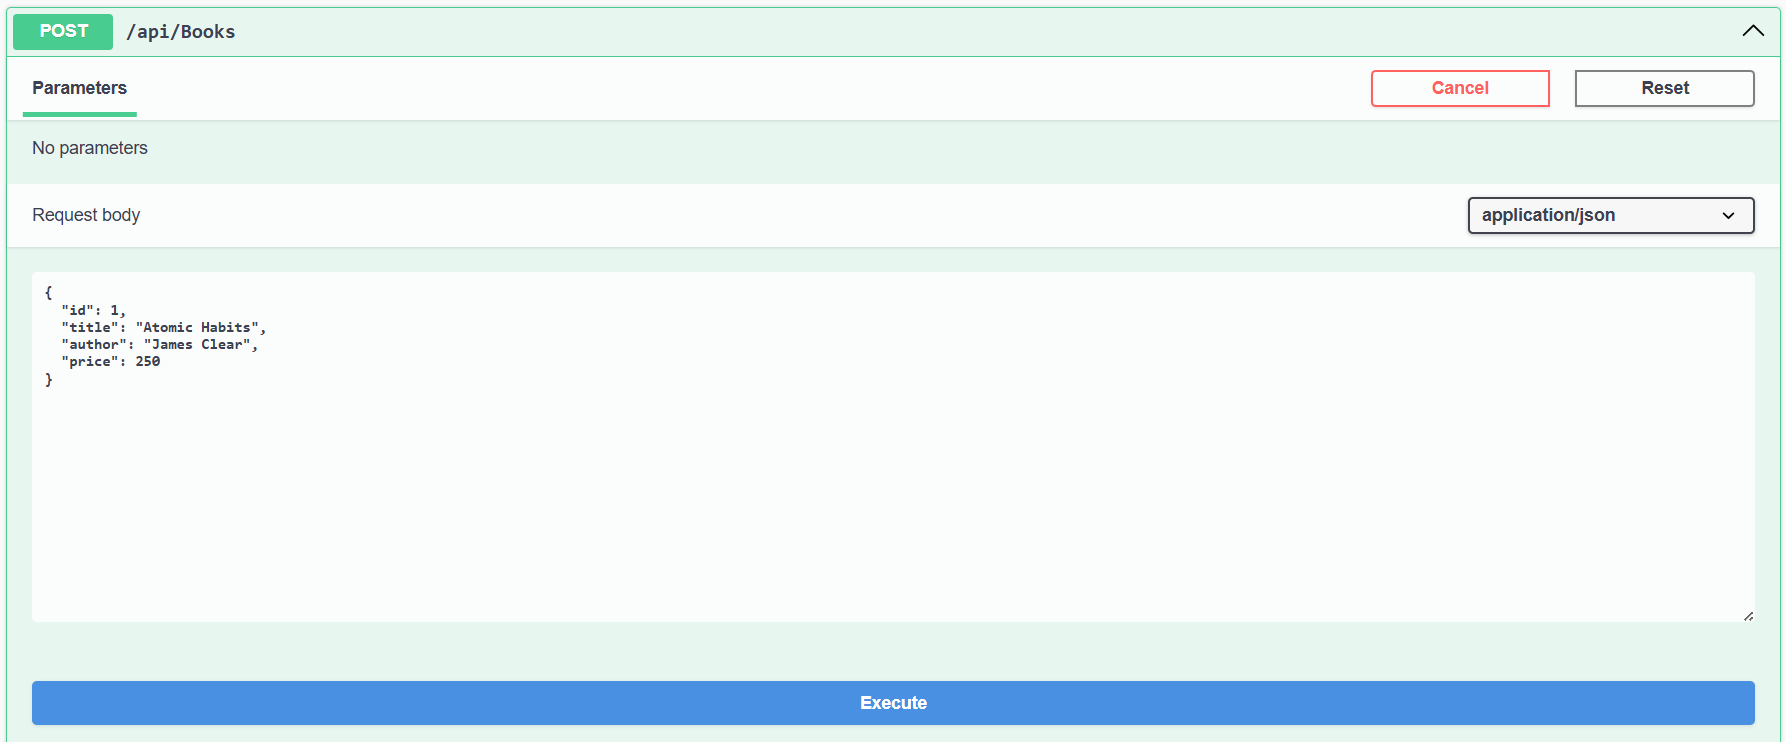 POST /api/Books
Parameters Cancel Reset
No parameters
Request body application/json
{
  "id": 1,
  "title": "Atomic Habits",
  "author": "James Clear",
  "price": 250
}
Execute